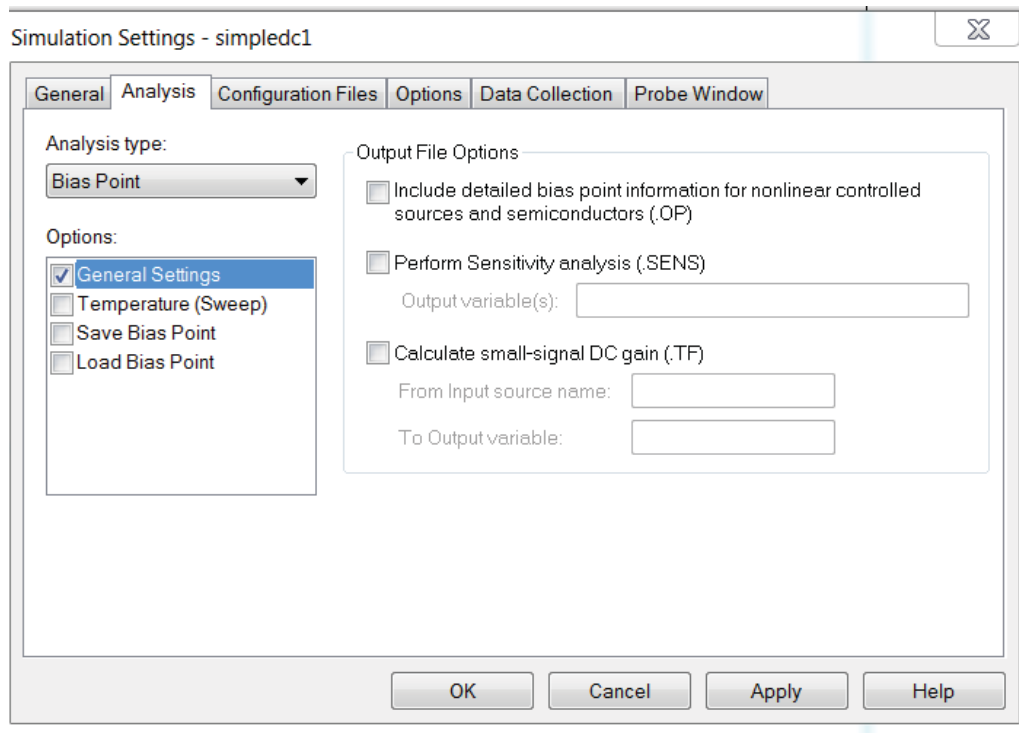 Simulation Settings - simpledc1
General Analysis Configuration Files Options Data Collection Probe Window
Analysis type:
Bias Point
Options:
General Settings
Temperature (Sweep)
Save Bias Point
Load Bias Point
Output File Options
Include detailed bias point information for nonlinear controlled
sources and semiconductors (.OP)
Perform Sensitivity analysis (.SENS)
Output variable(s):
Calculate small-signal DC gain (.TF)
From Input source name:
To Output variable:
OK Cancel Apply Help